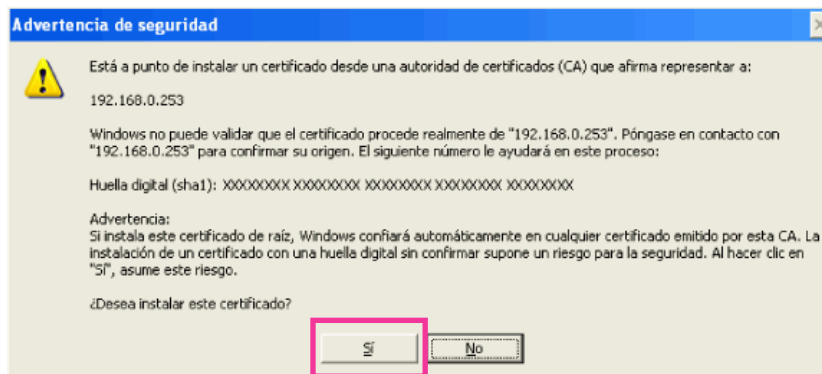 Advertencia de seguridad
Está a punto de instalar un certificado desde una autoridad de certificados (CA) que afirma representar a:
192.168.0.253
Windows no puede validar que el certificado procede realmente de "192.168.0.253". Póngase en contacto con
"192.168.0.253" para confirmar su origen. El siguiente número le ayudará en este proceso:
Huella digital (sha1): XXXXXXXX XXXXXXXX XXXXXXXX XXXXXXXX XXXXXXXX
Advertencia:
Si instala este certificado de raíz, Windows confiará automáticamente en cualquier certificado emitido por esta CA. La
instalación de un certificado con una huella digital sin confirmar supone un riesgo para la seguridad. Al hacer clic en
"Sí", asume este riesgo.
¿Desea instalar este certificado?
Sí No